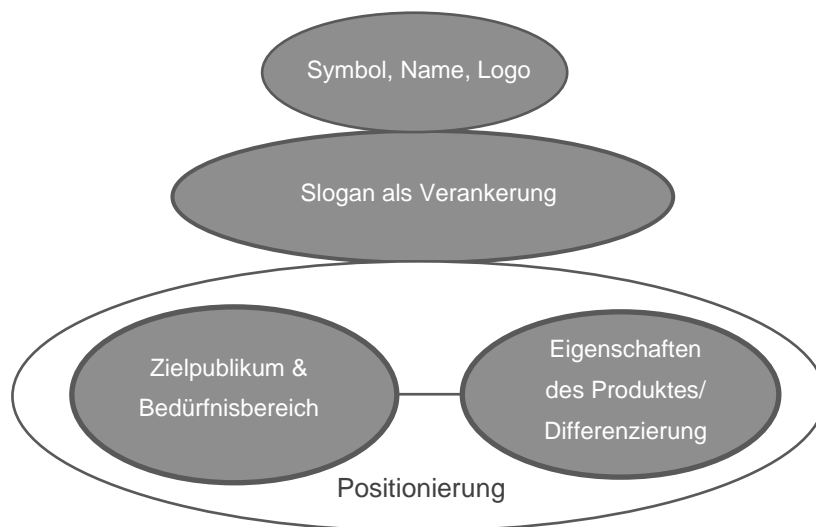 Symbol, Name, Logo
Slogan als Verankerung
Zielpublikum &
Bedürfnisbereich
Eigenschaften
des Produktes/
Differenzierung
Positionierung